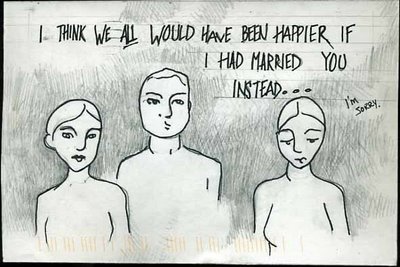 I THINK WE ALL WOULD HAVE BEEN HAPPIER IF
I HAD MARRIED YOU
INSTEAD...
I'M
SORRY.